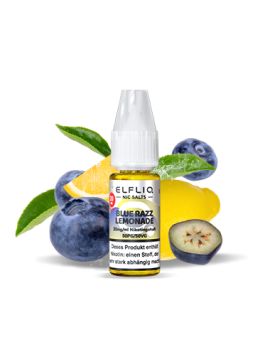 ELFLIQ
NIC SALTS
BLUE RAZZ
LEMONADE
20mg/ml Nikotingehalt
50PG/50VG
Dieses Produkt enthält
Nikotin: einen Stoff, der
sehr stark abhängig macht.